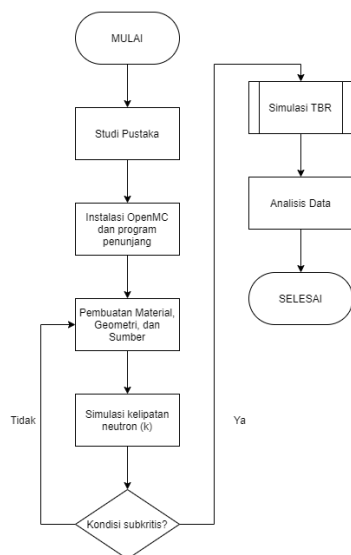 MULAI
Studi Pustaka
Instalasi OpenMC
dan program
penunjang
Pembuatan Material,
Geometri, dan
Sumber
Simulasi kelipatan
neutron (k)
Kondisi subkritis?
Tidak
Ya
Simulasi TBR
Analisis Data
SELESAI